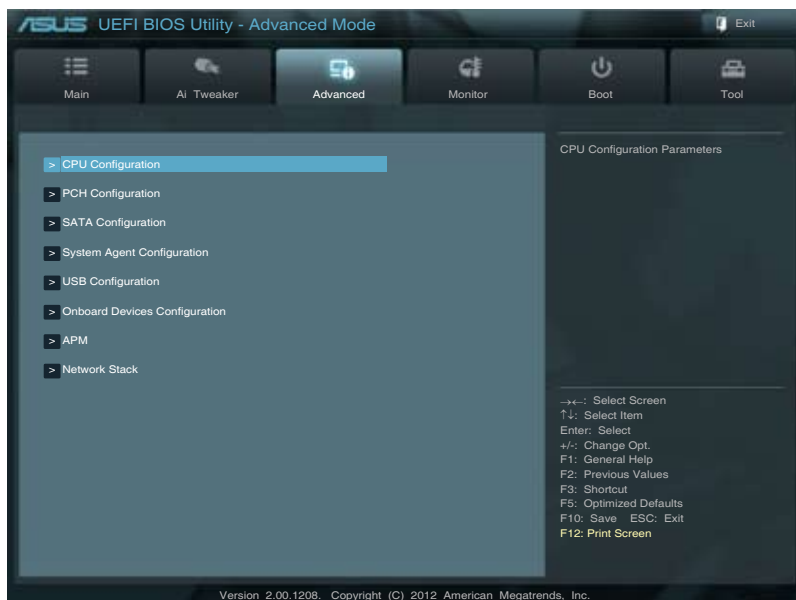 ASUS UEFI BIOS Utility - Advanced Mode
Exit
Main
Ai Tweaker
Advanced
Monitor
Boot
Tool
> CPU Configuration
> PCH Configuration
> SATA Configuration
> System Agent Configuration
> USB Configuration
> Onboard Devices Configuration
> APM
> Network Stack
CPU Configuration Parameters
→←: Select Screen
↑↓: Select Item
Enter: Select
+/-: Change Opt.
F1: General Help
F2: Previous Values
F3: Shortcut
F5: Optimized Defaults
F10: Save ESC: Exit
F12: Print Screen
Version 2.00.1208. Copyright (C) 2012 American Megatrends, Inc.